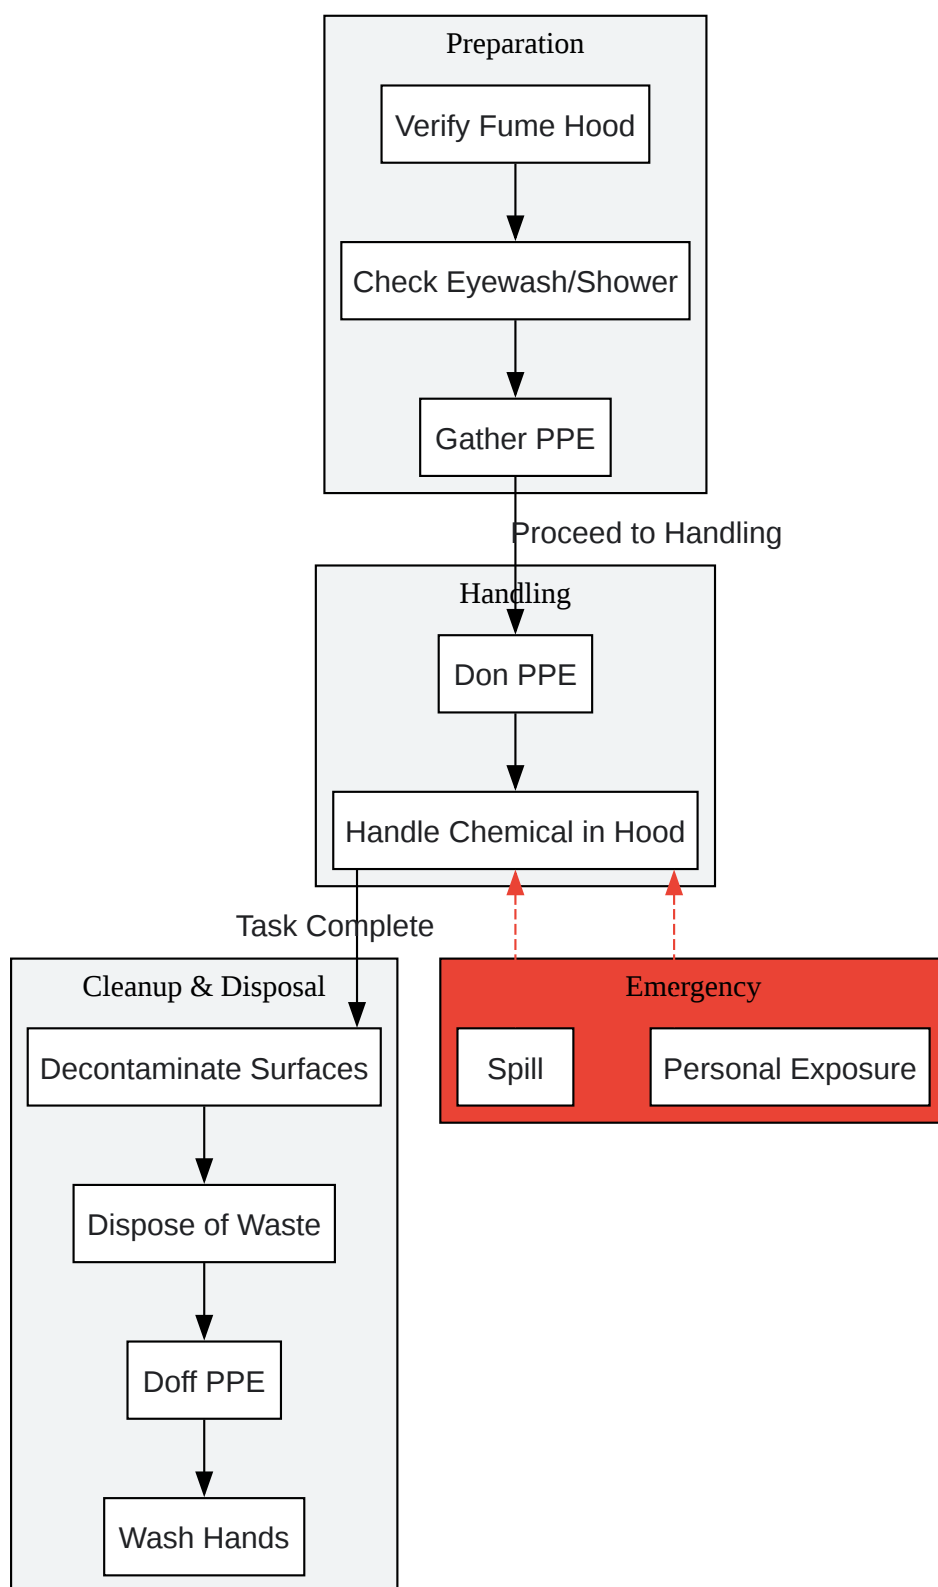 Preparation
Verify Fume Hood
Check Eyewash/Shower
Gather PPE
Proceed to Handling
Handling
Don PPE
Handle Chemical in Hood
Task Complete
Cleanup & Disposal
Decontaminate Surfaces
Dispose of Waste
Doff PPE
Wash Hands
Emergency
Spill
Personal Exposure